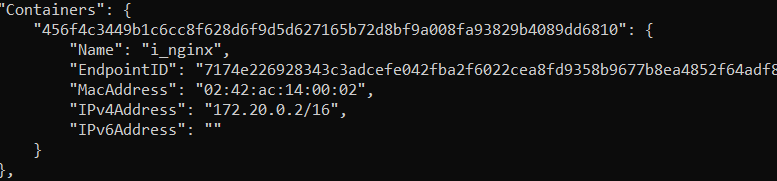 "Containers": {
"456f4c3449b1c6cc8f628d6f9d5d627165b72d8bf9a008fa93829b4089dd6810": {
"Name": "i_nginx",
"EndpointID": "7174e226928343c3adcefe042fba2f6022cea8fd9358b9677b8ea4852f64adf8
"MacAddress": "02:42:ac:14:00:02",
"IPv4Address": "172.20.0.2/16",
"IPv6Address": ""
}
},